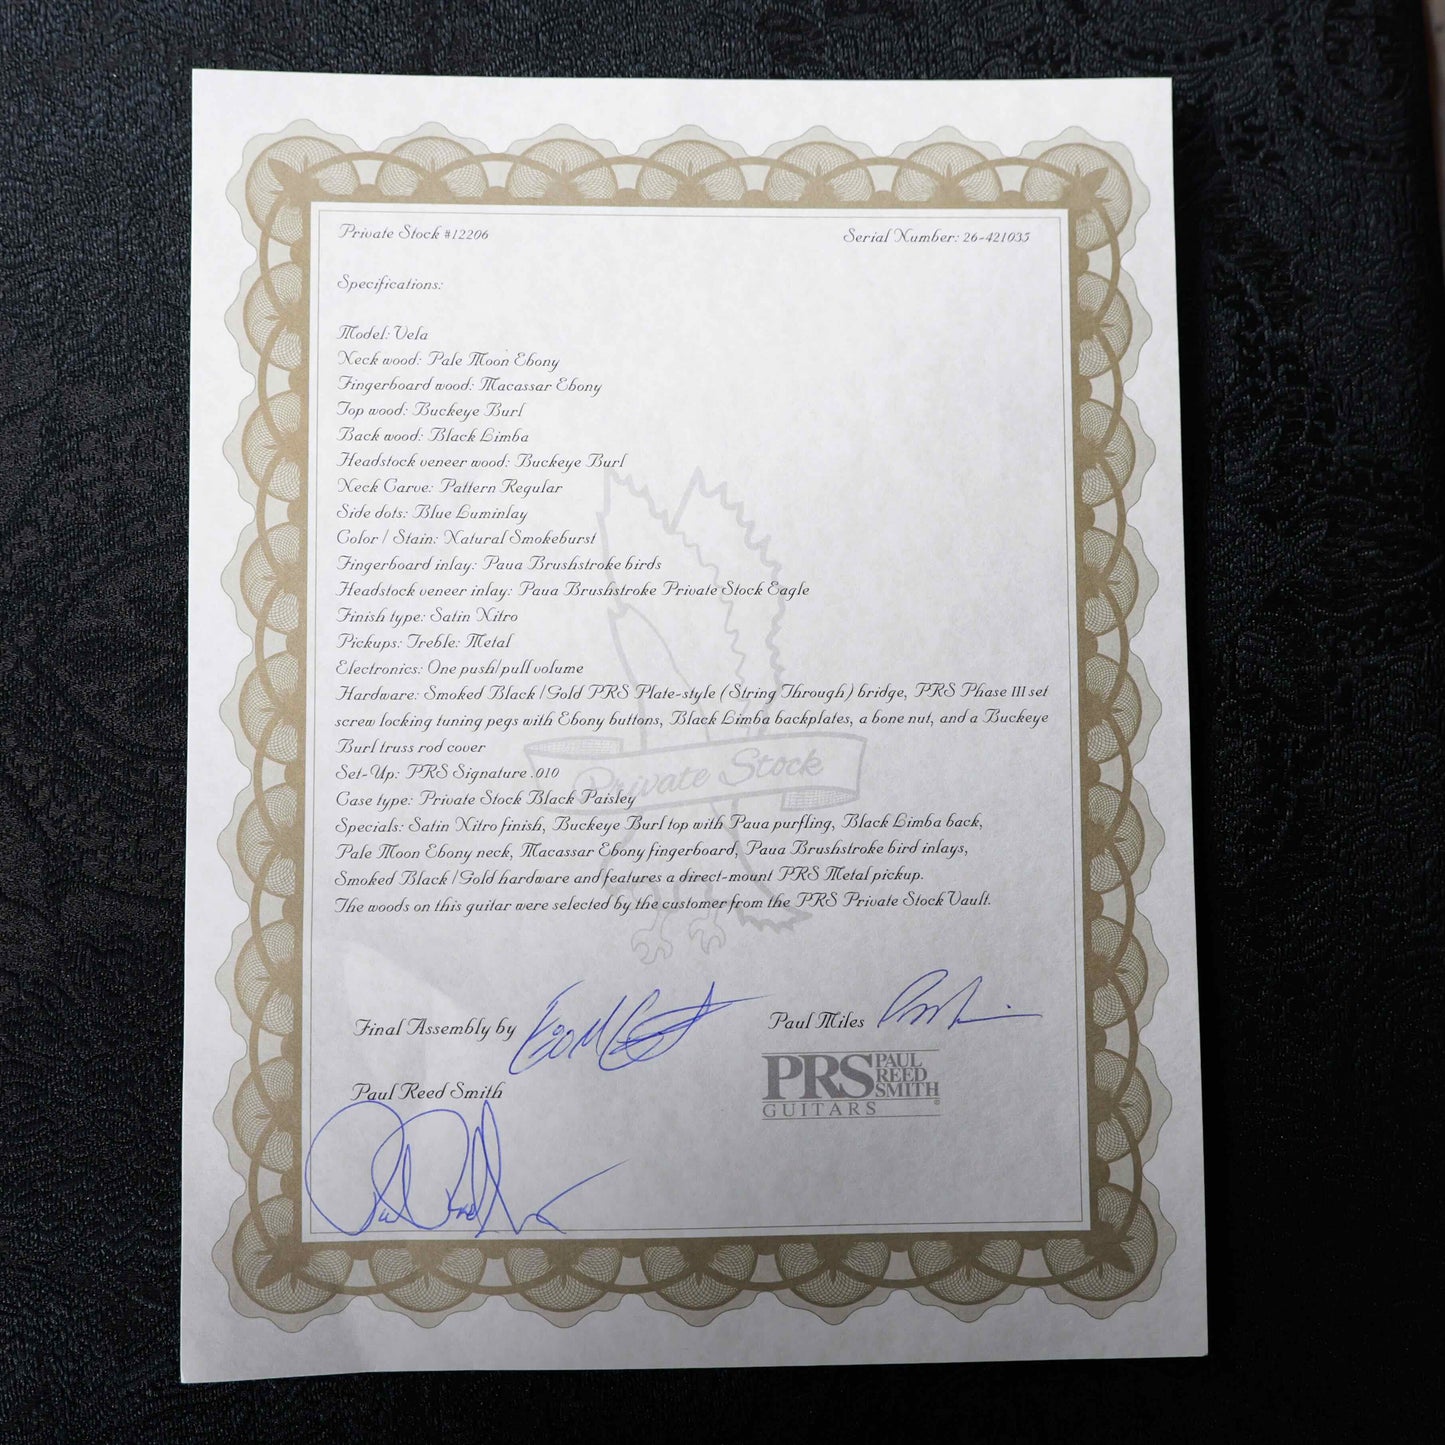 Private Stock #12206
Serial Number: 26-421035
Specifications:
Model: Vela
Neck wood: Pale Moon Ebony
Fingerboard wood: Macassar Ebony
Top wood: Buckeye Burl
Back wood: Black Limba
Headstock veneer wood: Buckeye Burl
Neck Carve: Pattern Regular
Side dots: Blue Luminlay
Color / Stain: Natural Smokeburst
Fingerboard inlay: Paua Brushstroke birds
Headstock veneer inlay: Paua Brushstroke Private Stock Eagle
Finish type: Satin Nitro
Pickups: Treble: Metal
Electronics: One push/pull volume
Hardware: Smoked Black / Gold PRS Plate-style (String Through) bridge, PRS Phase III set
screw locking tuning pegs with Ebony buttons, Black Limba backplates, a bone nut, and a Buckeye
Burl truss rod cover
Set-Up: PRS Signature .010
Case type: Private Stock Black Paisley
Specials: Satin Nitro finish, Buckeye Burl top with Paua purfling, Black Limba back,
Pale Moon Ebony neck, Macassar Ebony fingerboard, Paua Brushstroke bird inlays,
Smoked Black / Gold hardware and features a direct-mount PRS Metal pickup.
The woods on this guitar were selected by the customer from the PRS Private Stock Vault.
Private Stock
Final Assembly by
Paul Miles
Paul Reed Smith
PRS PAUL
REED
SMITH®
GUITARS